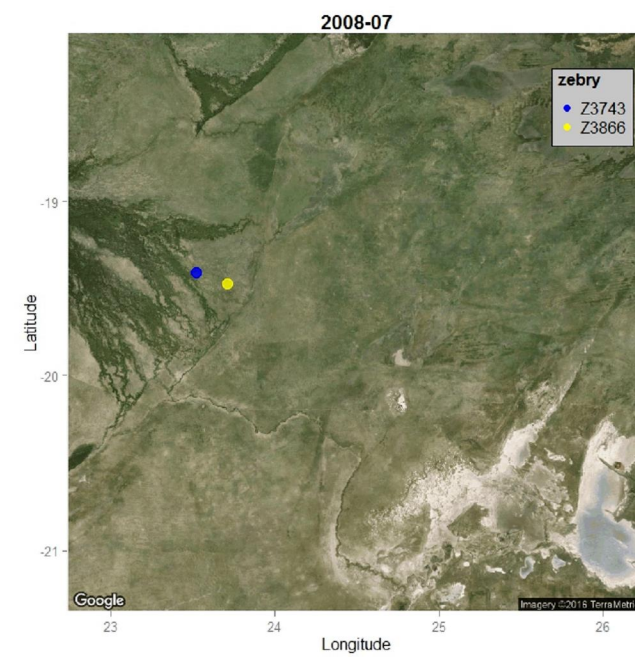 2008-07
zebry
Z3743
Z3866
-19
-20
-21
Latitude
Google
Imagery ©2016 TerraMetri
23
24
25
26
Longitude